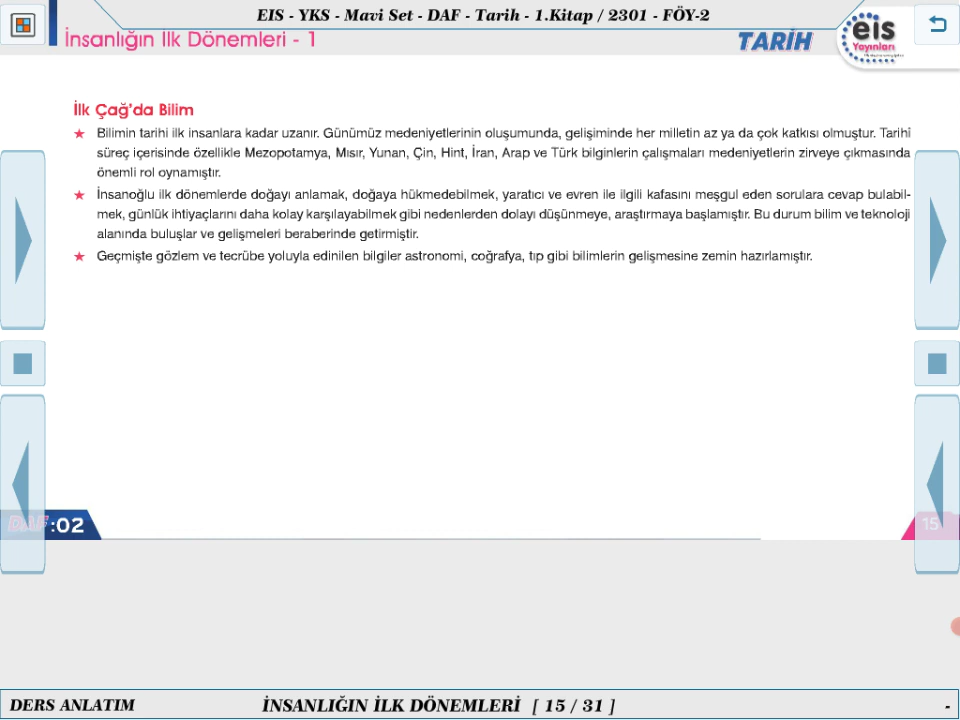 EIS - YKS - Mavi Set - DAF - Tarih - 1.Kitap / 2301 - FÖY-2
İnsanlığın İlk Dönemleri - 1
TARİH
eis
Yayınları
İlk Çağ'da Bilim
★ Bilimin tarihi ilk insanlara kadar uzanır. Günümüz medeniyetlerinin oluşumunda, gelişiminde her milletin az ya da çok katkısı olmuştur. Tarihî
süreç içerisinde özellikle Mezopotamya, Mısır, Yunan, Çin, Hint, İran, Arap ve Türk bilginlerin çalışmaları medeniyetlerin zirveye çıkmasında
önemli rol oynamıştır.
★ İnsanoğlu ilk dönemlerde doğayı anlamak, doğaya hükmedebilmek, yaratıcı ve evren ile ilgili kafasını meşgul eden sorulara cevap bulabil-
mek, günlük ihtiyaçlarını daha kolay karşılayabilmek gibi nedenlerden dolayı düşünmeye, araştırmaya başlamıştır. Bu durum bilim ve teknoloji
alanında buluşlar ve gelişmeleri beraberinde getirmiştir.
★ Geçmişte gözlem ve tecrübe yoluyla edinilen bilgiler astronomi, coğrafya, tıp gibi bilimlerin gelişmesine zemin hazırlamıştır.
DAF :02
15
DERS ANLATIM
İNSANLIĞIN İLK DÖNEMLERİ [ 15 / 31 ]
-